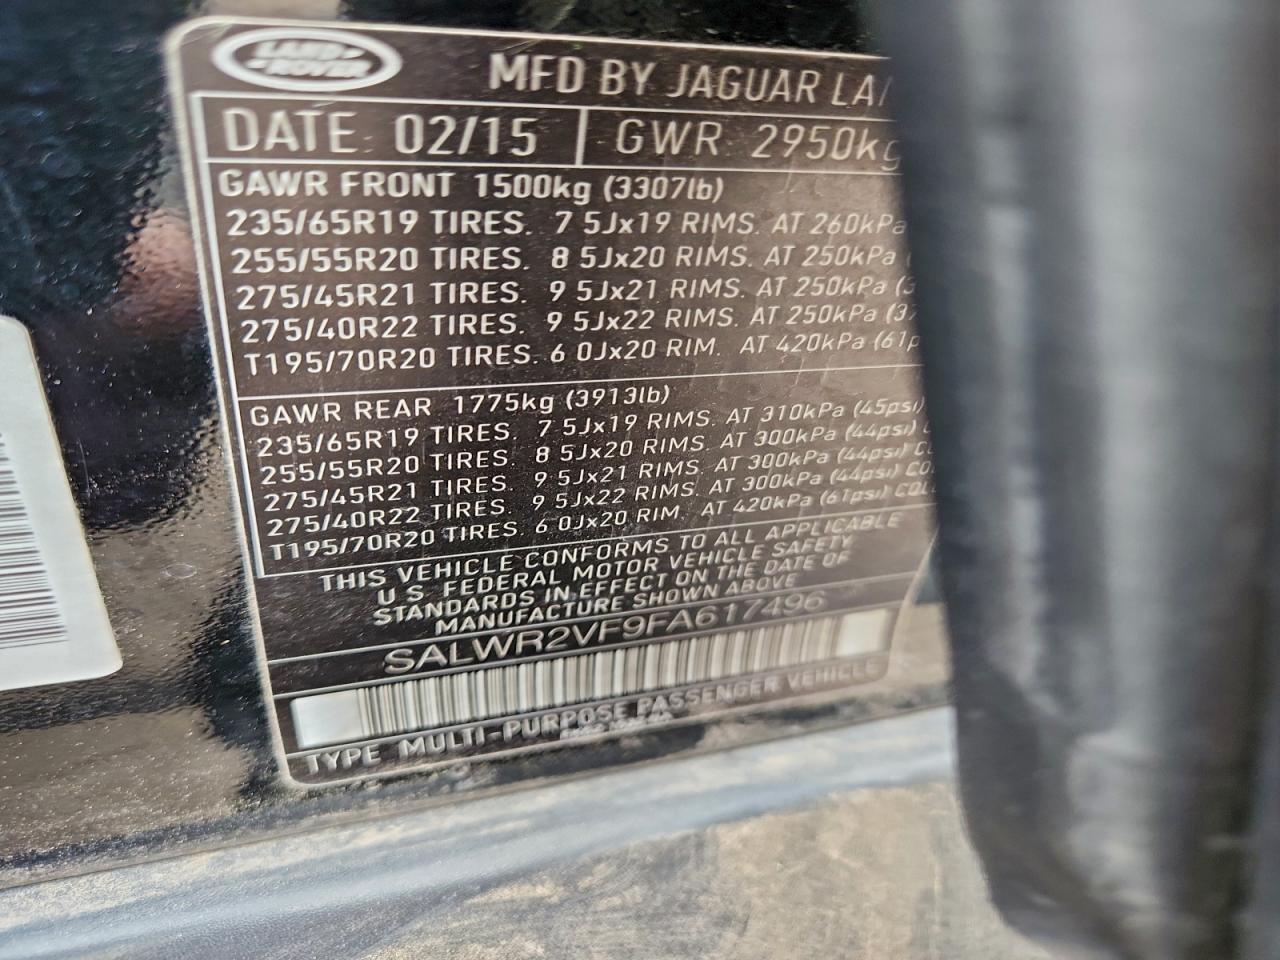 LAND ROVER
MFD BY JAGUAR LA
DATE: 02/15 GWR 2950kg
GAWR FRONT 1500kg (3307lb)
235/65R19 TIRES. 7 5Jx19 RIMS. AT 260kPa
255/55R20 TIRES. 8 5Jx20 RIMS. AT 250kPa (
275/45R21 TIRES. 9 5Jx21 RIMS. AT 250kPa (3
275/40R22 TIRES. 9 5Jx22 RIMS. AT 250kPa (3
T195/70R20 TIRES. 6 0Jx20 RIM. AT 420kPa (61p
GAWR REAR 1775kg (3913lb)
235/65R19 TIRES. 7 5Jx19 RIMS. AT 310kPa (45psi)
255/55R20 TIRES. 8 5Jx20 RIMS. AT 300kPa (44psi)
275/45R21 TIRES. 9 5Jx21 RIMS. AT 300kPa (44psi) C
275/40R22 TIRES. 9 5Jx22 RIMS. AT 300kPa (44psi) CO
T195/70R20 TIRES. 6 0Jx20 RIM. AT 420kPa (61psi) COL
THIS VEHICLE CONFORMS TO ALL APPLICABLE
U S FEDERAL MOTOR VEHICLE SAFETY
STANDARDS IN EFFECT ON THE DATE OF
MANUFACTURE SHOWN ABOVE
SALWR2VF9FA617496
TYPE MULTI-PURPOSE PASSENGER VEHICLE